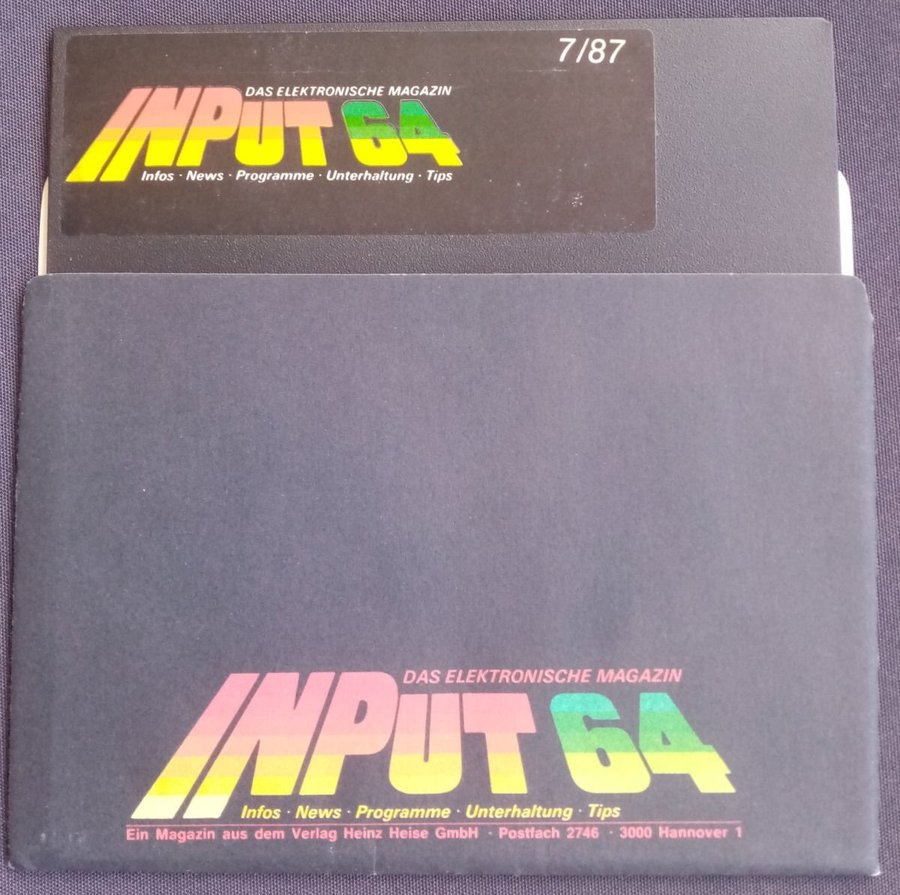 7/87
DAS ELEKTRONISCHE MAGAZIN
INPUT 64
Infos · News · Programme · Unterhaltung · Tips
DAS ELEKTRONISCHE MAGAZIN
INPUT 64
Infos · News · Programme · Unterhaltung · Tips
Ein Magazin aus dem Verlag Heinz Heise GmbH · Postfach 2746 · 3000 Hannover 1